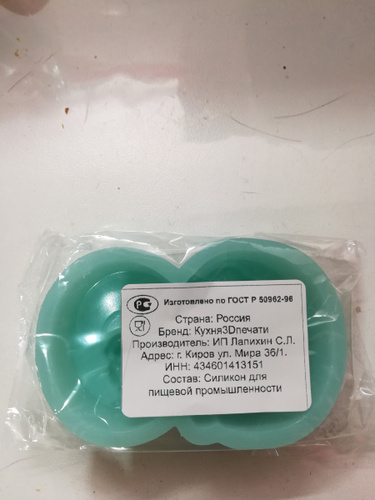 Изготовлено по ГОСТ Р 50962-96
Страна: Россия
Бренд: Кухня3Dпечати
Производитель: ИП Лапихин С.Л.
Адрес: г. Киров ул. Мира 36/1.
ИНН: 434601413151
Состав: Силикон для
пищевой промышленности